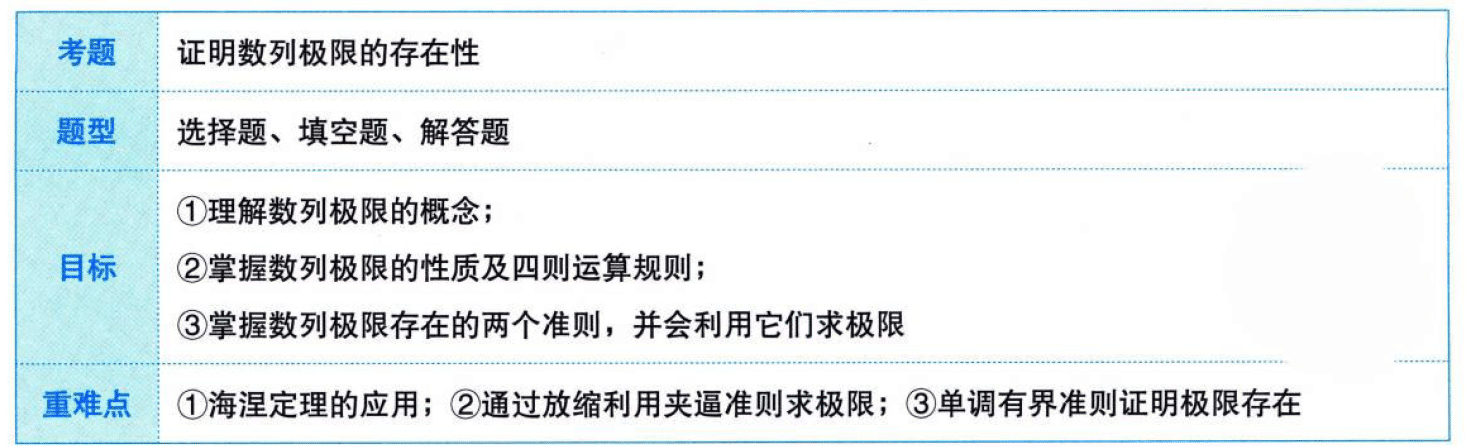 考题 证明数列极限的存在性
题型 选择题、填空题、解答题
①理解数列极限的概念；
目标 ②掌握数列极限的性质及四则运算规则；
③掌握数列极限存在的两个准则，并会利用它们求极限
重难点 ①海涅定理的应用；②通过放缩利用夹逼准则求极限；③单调有界准则证明极限存在